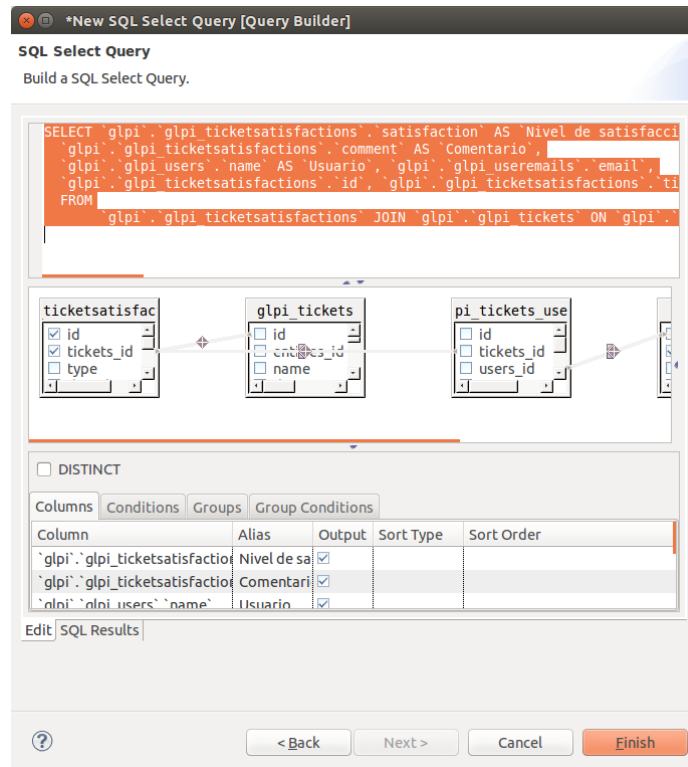 *New SQL Select Query [Query Builder]
SQL Select Query
Build a SQL Select Query.
SELECT `glpi`.`glpi_ticketsatisfactions`.`satisfaction` AS `Nivel de satisfacci
`glpi`.`glpi_ticketsatisfactions`.`comment` AS `Comentario`,
`glpi`.`glpi_users`.`name` AS `Usuario`, `glpi`.`glpi_useremails`.`email`,
`glpi`.`glpi_ticketsatisfactions`.`id`, `glpi`.`glpi_ticketsatisfactions`.`ti
FROM
`glpi`.`glpi_ticketsatisfactions` JOIN `glpi`.`glpi_tickets` ON `glpi`.`
ticketsatisfac glpi_tickets pi_tickets_use
id id id
tickets_id entities_id tickets_id
type name users_id
DISTINCT
Columns Conditions Groups Group Conditions
Column Alias Output Sort Type Sort Order
`glpi`.`glpi_ticketsatisfaction Nivel de sa
`glpi`.`glpi_ticketsatisfaction Comentari
`glpi`.`glpi_users`.`name` Usuario
Edit SQL Results
< Back Next > Cancel Finish